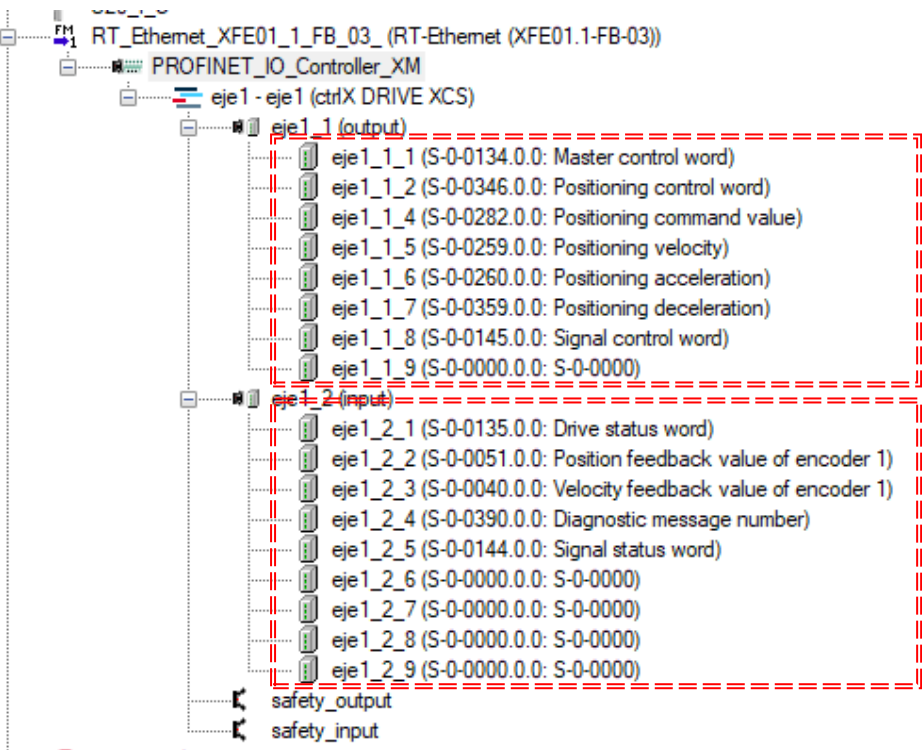 RT_Ethernet_XFE01_1_FB_03_ (RT-Ethernet (XFE01.1-FB-03))
PROFINET_IO_Controller_XM
eje1 - eje1 (ctrlX DRIVE XCS)
eje1_1 (output)
eje1_1_1 (S-0-0134.0.0: Master control word)
eje1_1_2 (S-0-0346.0.0: Positioning control word)
eje1_1_4 (S-0-0282.0.0: Positioning command value)
eje1_1_5 (S-0-0259.0.0: Positioning velocity)
eje1_1_6 (S-0-0260.0.0: Positioning acceleration)
eje1_1_7 (S-0-0359.0.0: Positioning deceleration)
eje1_1_8 (S-0-0145.0.0: Signal control word)
eje1_1_9 (S-0-0000.0.0: S-0-0000)
eje1_2 (input)
eje1_2_1 (S-0-0135.0.0: Drive status word)
eje1_2_2 (S-0-0051.0.0: Position feedback value of encoder 1)
eje1_2_3 (S-0-0040.0.0: Velocity feedback value of encoder 1)
eje1_2_4 (S-0-0390.0.0: Diagnostic message number)
eje1_2_5 (S-0-0144.0.0: Signal status word)
eje1_2_6 (S-0-0000.0.0: S-0-0000)
eje1_2_7 (S-0-0000.0.0: S-0-0000)
eje1_2_8 (S-0-0000.0.0: S-0-0000)
eje1_2_9 (S-0-0000.0.0: S-0-0000)
safety_output
safety_input